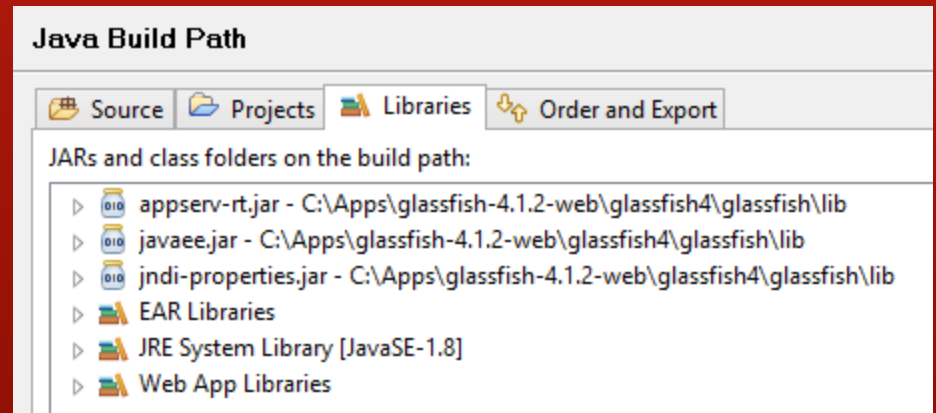 Java Build Path
Source Projects Libraries Order and Export
JARs and class folders on the build path:
appserv-rt.jar - C:\Apps\glassfish-4.1.2-web\glassfish4\glassfish\lib
javaee.jar - C:\Apps\glassfish-4.1.2-web\glassfish4\glassfish\lib
jndi-properties.jar - C:\Apps\glassfish-4.1.2-web\glassfish4\glassfish\lib
EAR Libraries
JRE System Library [JavaSE-1.8]
Web App Libraries